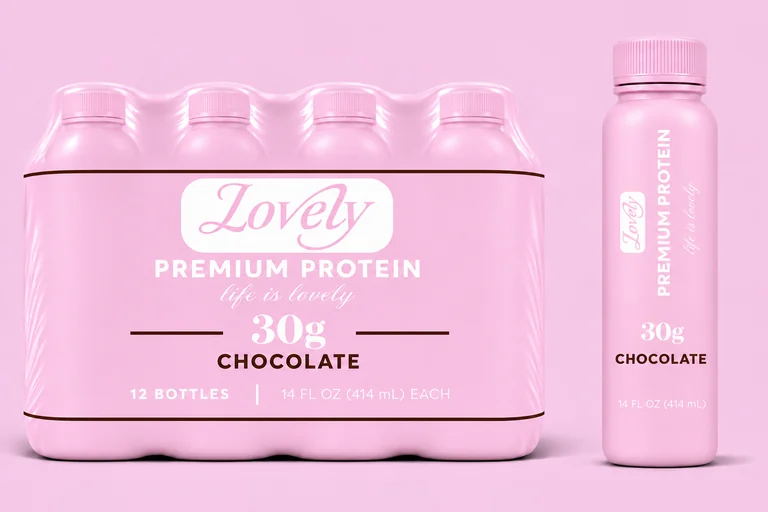 Lovely
PREMIUM PROTEIN
life is lovely
30g
CHOCOLATE
12 BOTTLES | 14 FL OZ (414 mL) EACH
Lovely
PREMIUM PROTEIN
life is lovely
30g
CHOCOLATE
14 FL OZ (414 mL)